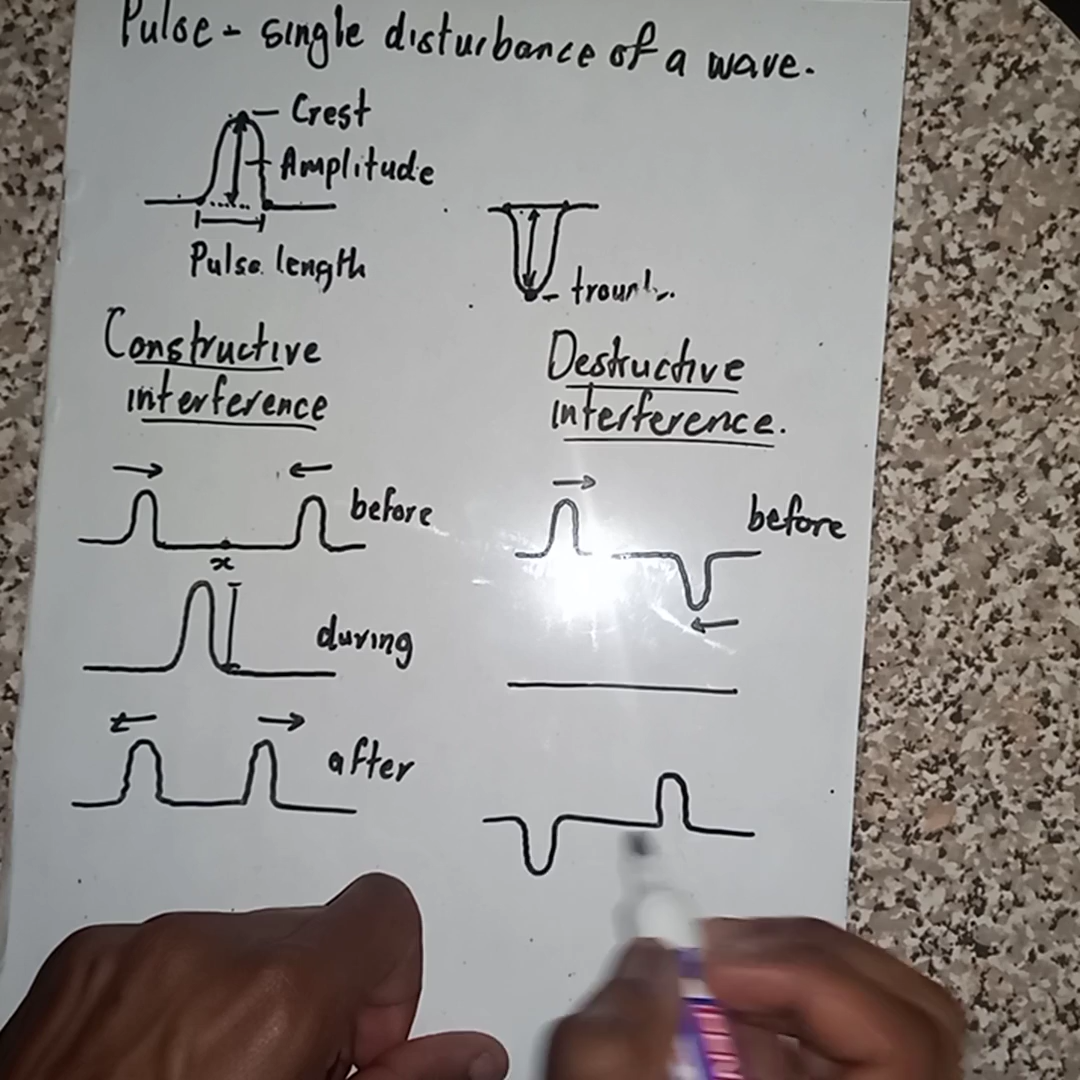 Pulse - single disturbance of a wave.
Crest
Amplitude
Pulse length
Constructive
interference
before
x
during
after
Destructive
interference.
before